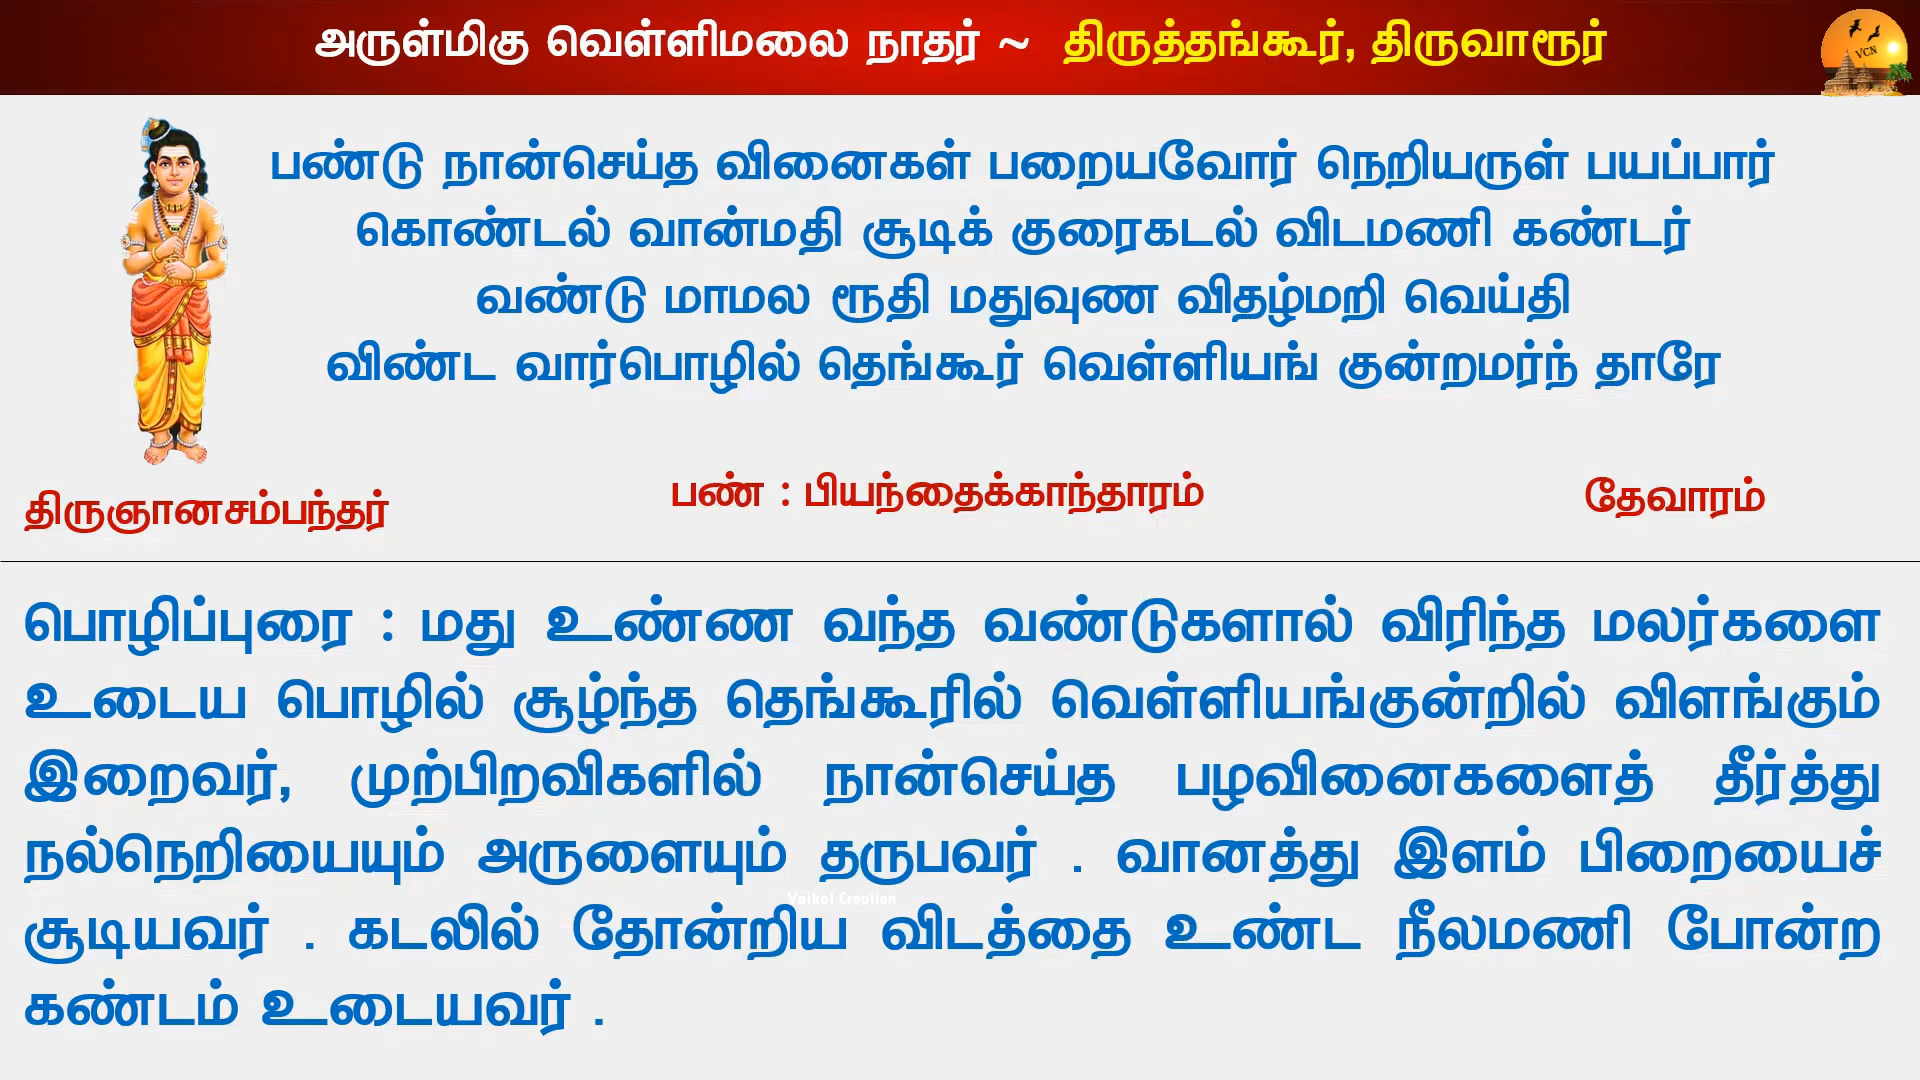 அருள்மிகு வெள்ளிமலை நாதர் ~ திருத்தங்கூர், திருவாரூர்
VCN
பண்டு நான்செய்த வினைகள் பறையவோர் நெறியருள் பயப்பார்
கொண்டல் வான்மதி சூடிக் குரைகடல் விடமணி கண்டர்
வண்டு மாமல ரூதி மதுவுண விதழ்மறி வெய்தி
விண்ட வார்பொழில் தெங்கூர் வெள்ளியங் குன்றமர்ந் தாரே
திருஞானசம்பந்தர்
பண் : பியந்தைக்காந்தாரம்
தேவாரம்
பொழிப்புரை : மது உண்ண வந்த வண்டுகளால் விரிந்த மலர்களை
உடைய பொழில் சூழ்ந்த தெங்கூரில் வெள்ளியங்குன்றில் விளங்கும்
இறைவர், முற்பிறவிகளில் நான்செய்த பழவினைகளைத் தீர்த்து
நல்நெறியையும் அருளையும் தருபவர் . வானத்து இளம் பிறையைச்
Vaikal Creation
சூடியவர் . கடலில் தோன்றிய விடத்தை உண்ட நீலமணி போன்ற
கண்டம் உடையவர் .